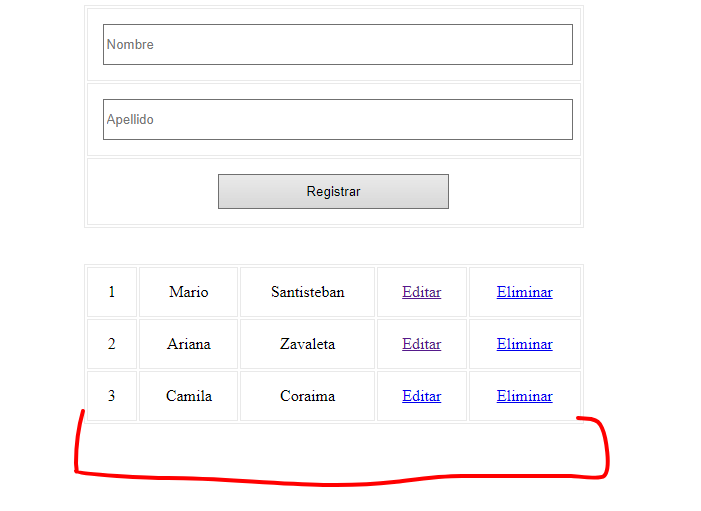 Nombre
Apellido
Registrar
1 Mario Santisteban Editar Eliminar
2 Ariana Zavaleta Editar Eliminar
3 Camila Coraima Editar Eliminar